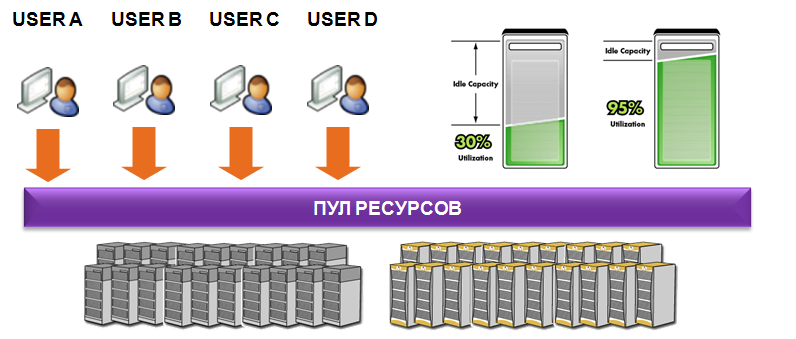 USER A USER B USER C USER D
Idle Capacity
30%
Utilization
Idle Capacity
95%
Utilization
ПУЛ РЕСУРСОВ